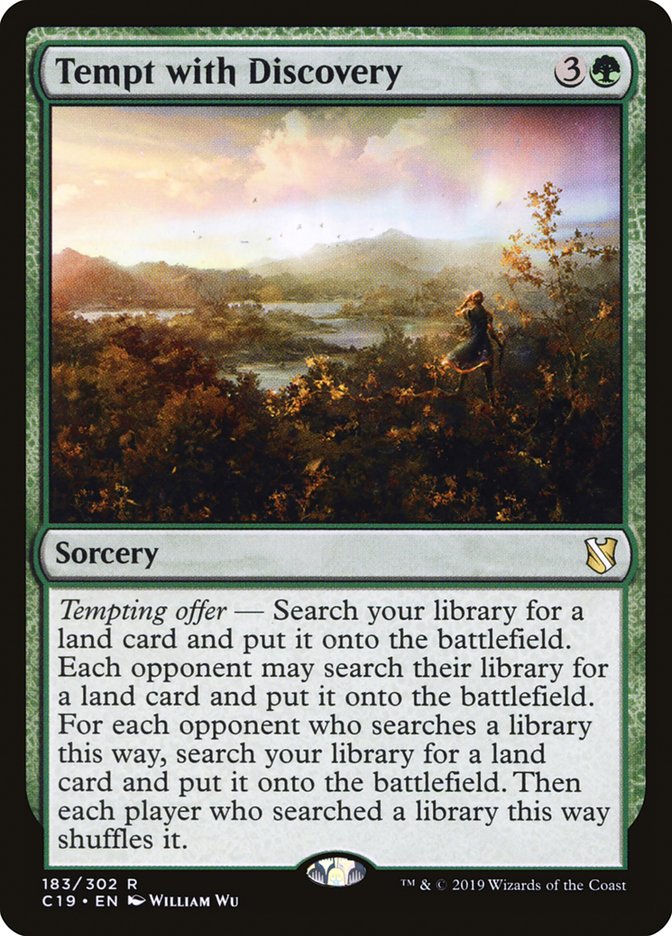 Tempt with Discovery 3
Sorcery
Tempting offer — Search your library for a
land card and put it onto the battlefield.
Each opponent may search their library for
a land card and put it onto the battlefield.
For each opponent who searches a library
this way, search your library for a land
card and put it onto the battlefield. Then
each player who searched a library this way
shuffles it.
183/302 R
™ & © 2019 Wizards of the Coast
C19 • EN William Wu